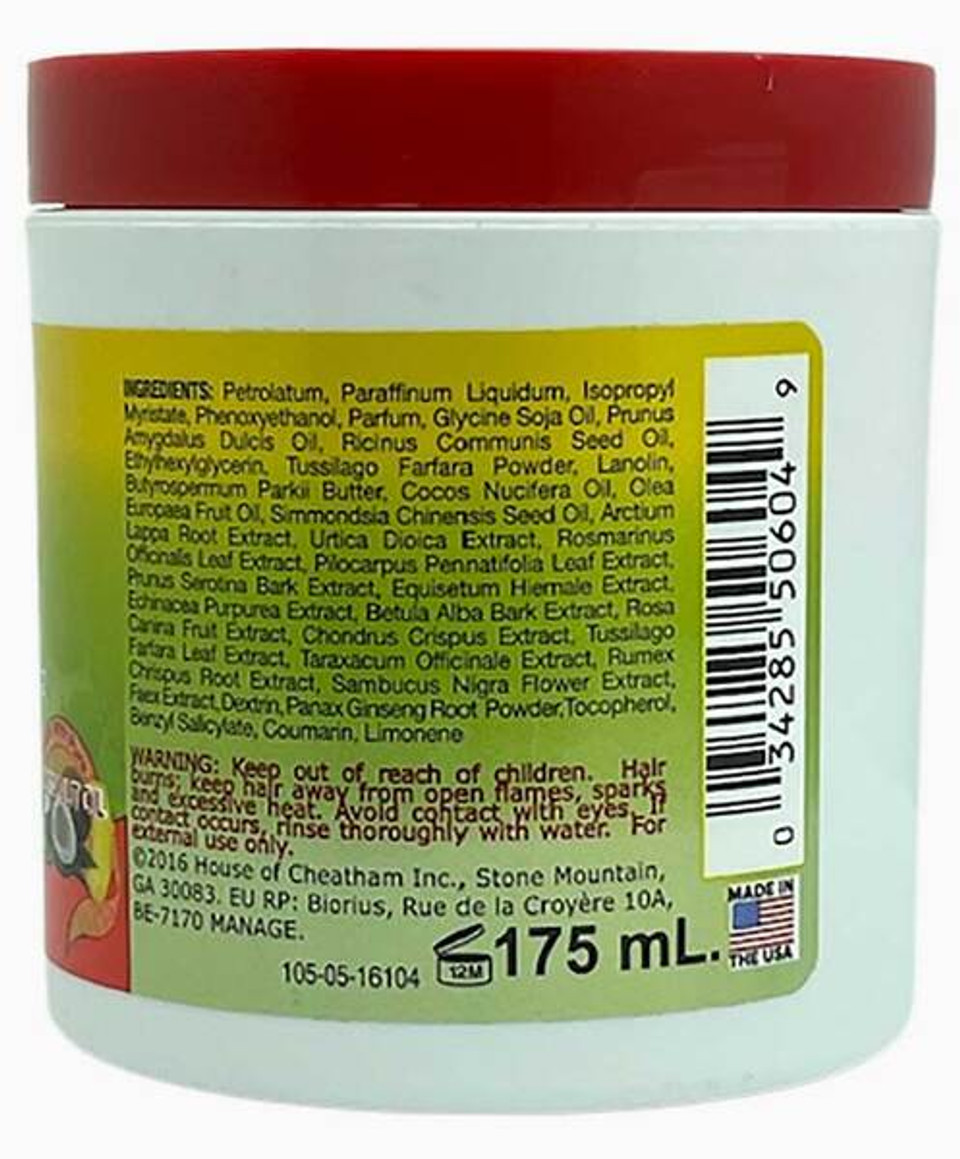 INGREDIENTS: Petrolatum, Paraffinum Liquidum, Isopropyl
Myristate, Phenoxyethanol, Parfum, Glycine Soja Oil, Prunus
Amygdalus Dulcis Oil, Ricinus Communis Seed Oil,
Ethylhexylglycerin, Tussilago Farfara Powder, Lanolin,
Butyrospermum Parkii Butter, Cocos Nucifera Oil, Olea
Europaea Fruit Oil, Simmondsia Chinensis Seed Oil, Arctium
Lappa Root Extract, Urtica Dioica Extract, Rosmarinus
Officinalis Leaf Extract, Pilocarpus Pennatifolia Leaf Extract,
Prunus Serotina Bark Extract, Equisetum Hiemale Extract,
Echinacea Purpurea Extract, Betula Alba Bark Extract, Rosa
Canina Fruit Extract, Chondrus Crispus Extract, Tussilago
Farfara Leaf Extract, Taraxacum Officinale Extract, Rumex
Chrispus Root Extract, Sambucus Nigra Flower Extract,
Faex Extract, Dextrin, Panax Ginseng Root Powder, Tocopherol,
Benzyl Salicylate, Coumarin, Limonene
WARNING: Keep out of reach of children. Hair
burns; keep hair away from open flames, sparks
and excessive heat. Avoid contact with eyes. If
contact occurs, rinse thoroughly with water. For
external use only.
©2016 House of Cheatham Inc., Stone Mountain,
GA 30083. EU RP: Biorius, Rue de la Croyère 10A,
BE-7170 MANAGE.
105-05-16104
12M
175 mL.
0 34285 50604 9
MADE IN
THE USA